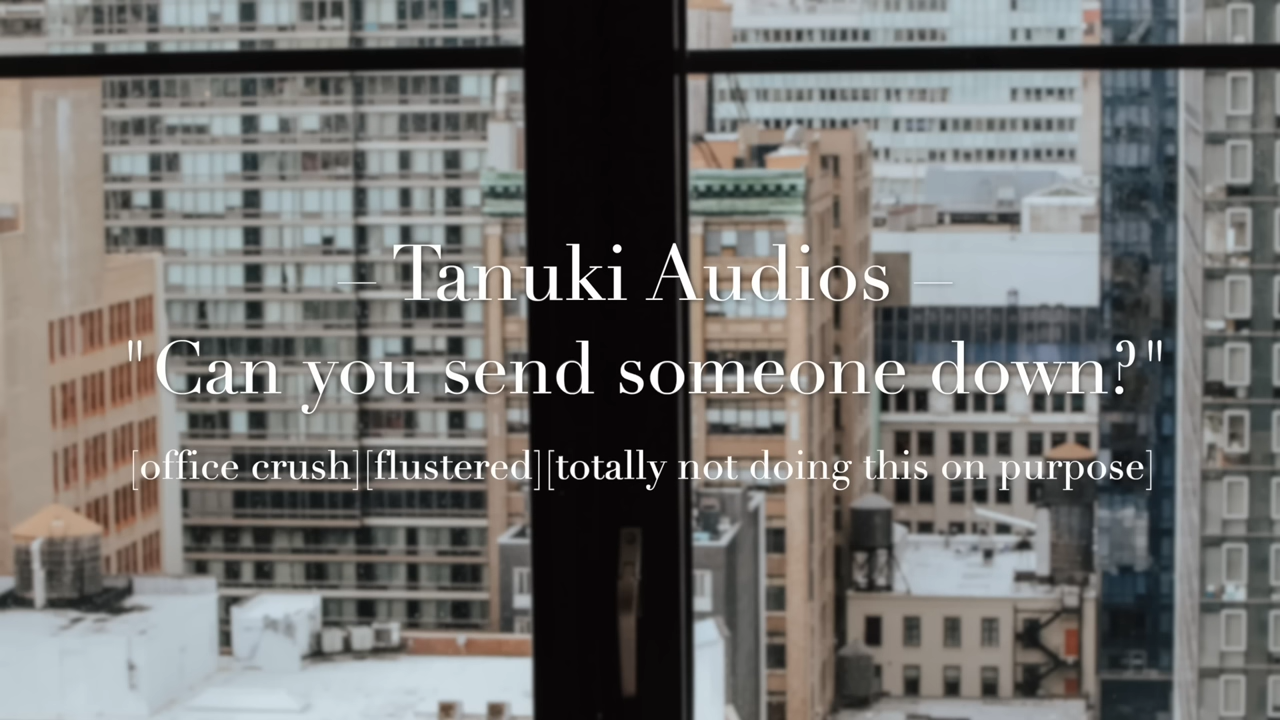 – Tanuki Audios –
"Can you send someone down?"
[office crush][flustered][totally not doing this on purpose]